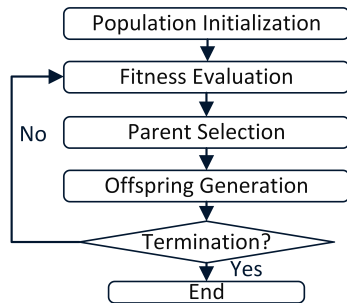 Population Initialization
Fitness Evaluation
No
Parent Selection
Offspring Generation
Termination?
Yes
End